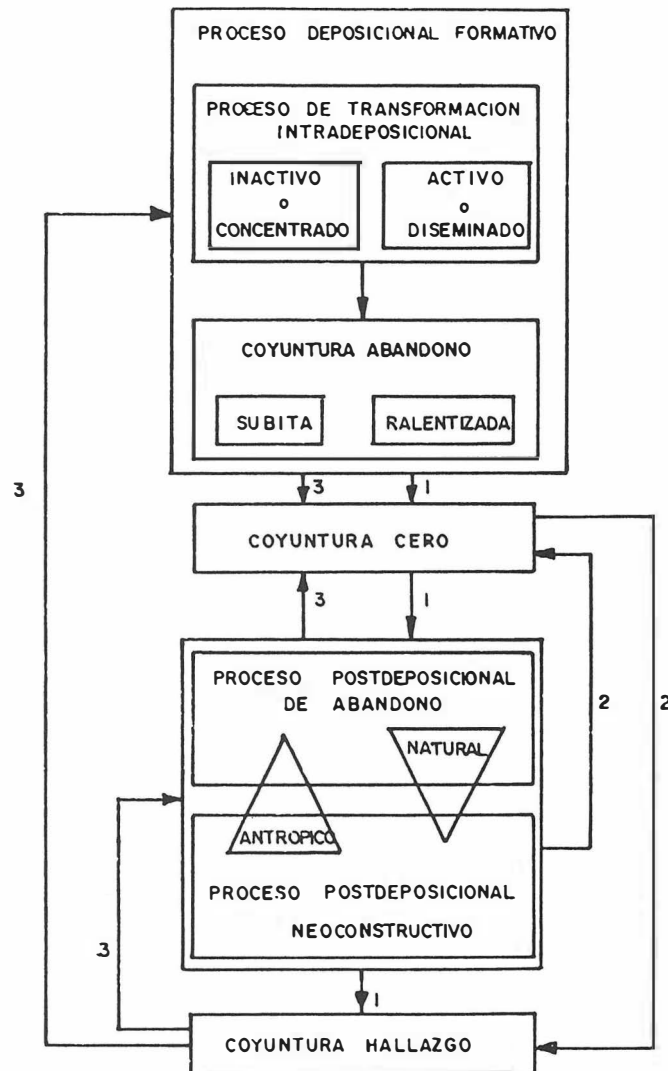 PROCESO DEPOSICIONAL FORMATIVO
PROCESO DE TRANSFORMACION
INTRADEPOSICIONAL
INACTIVO
o
CONCENTRADO
ACTIVO
o
DISEMINADO
COYUNTURA ABANDONO
SUBITA
RALENTIZADA
3
3
1
COYUNTURA CERO
3
1
PROCESO POSTDEPOSICIONAL
DE ABANDONO
2
2
NATURAL
ANTROPICO
PROCESO POSTDEPOSICIONAL
NEOCONSTRUCTIVO
3
1
COYUNTURA HALLAZGO